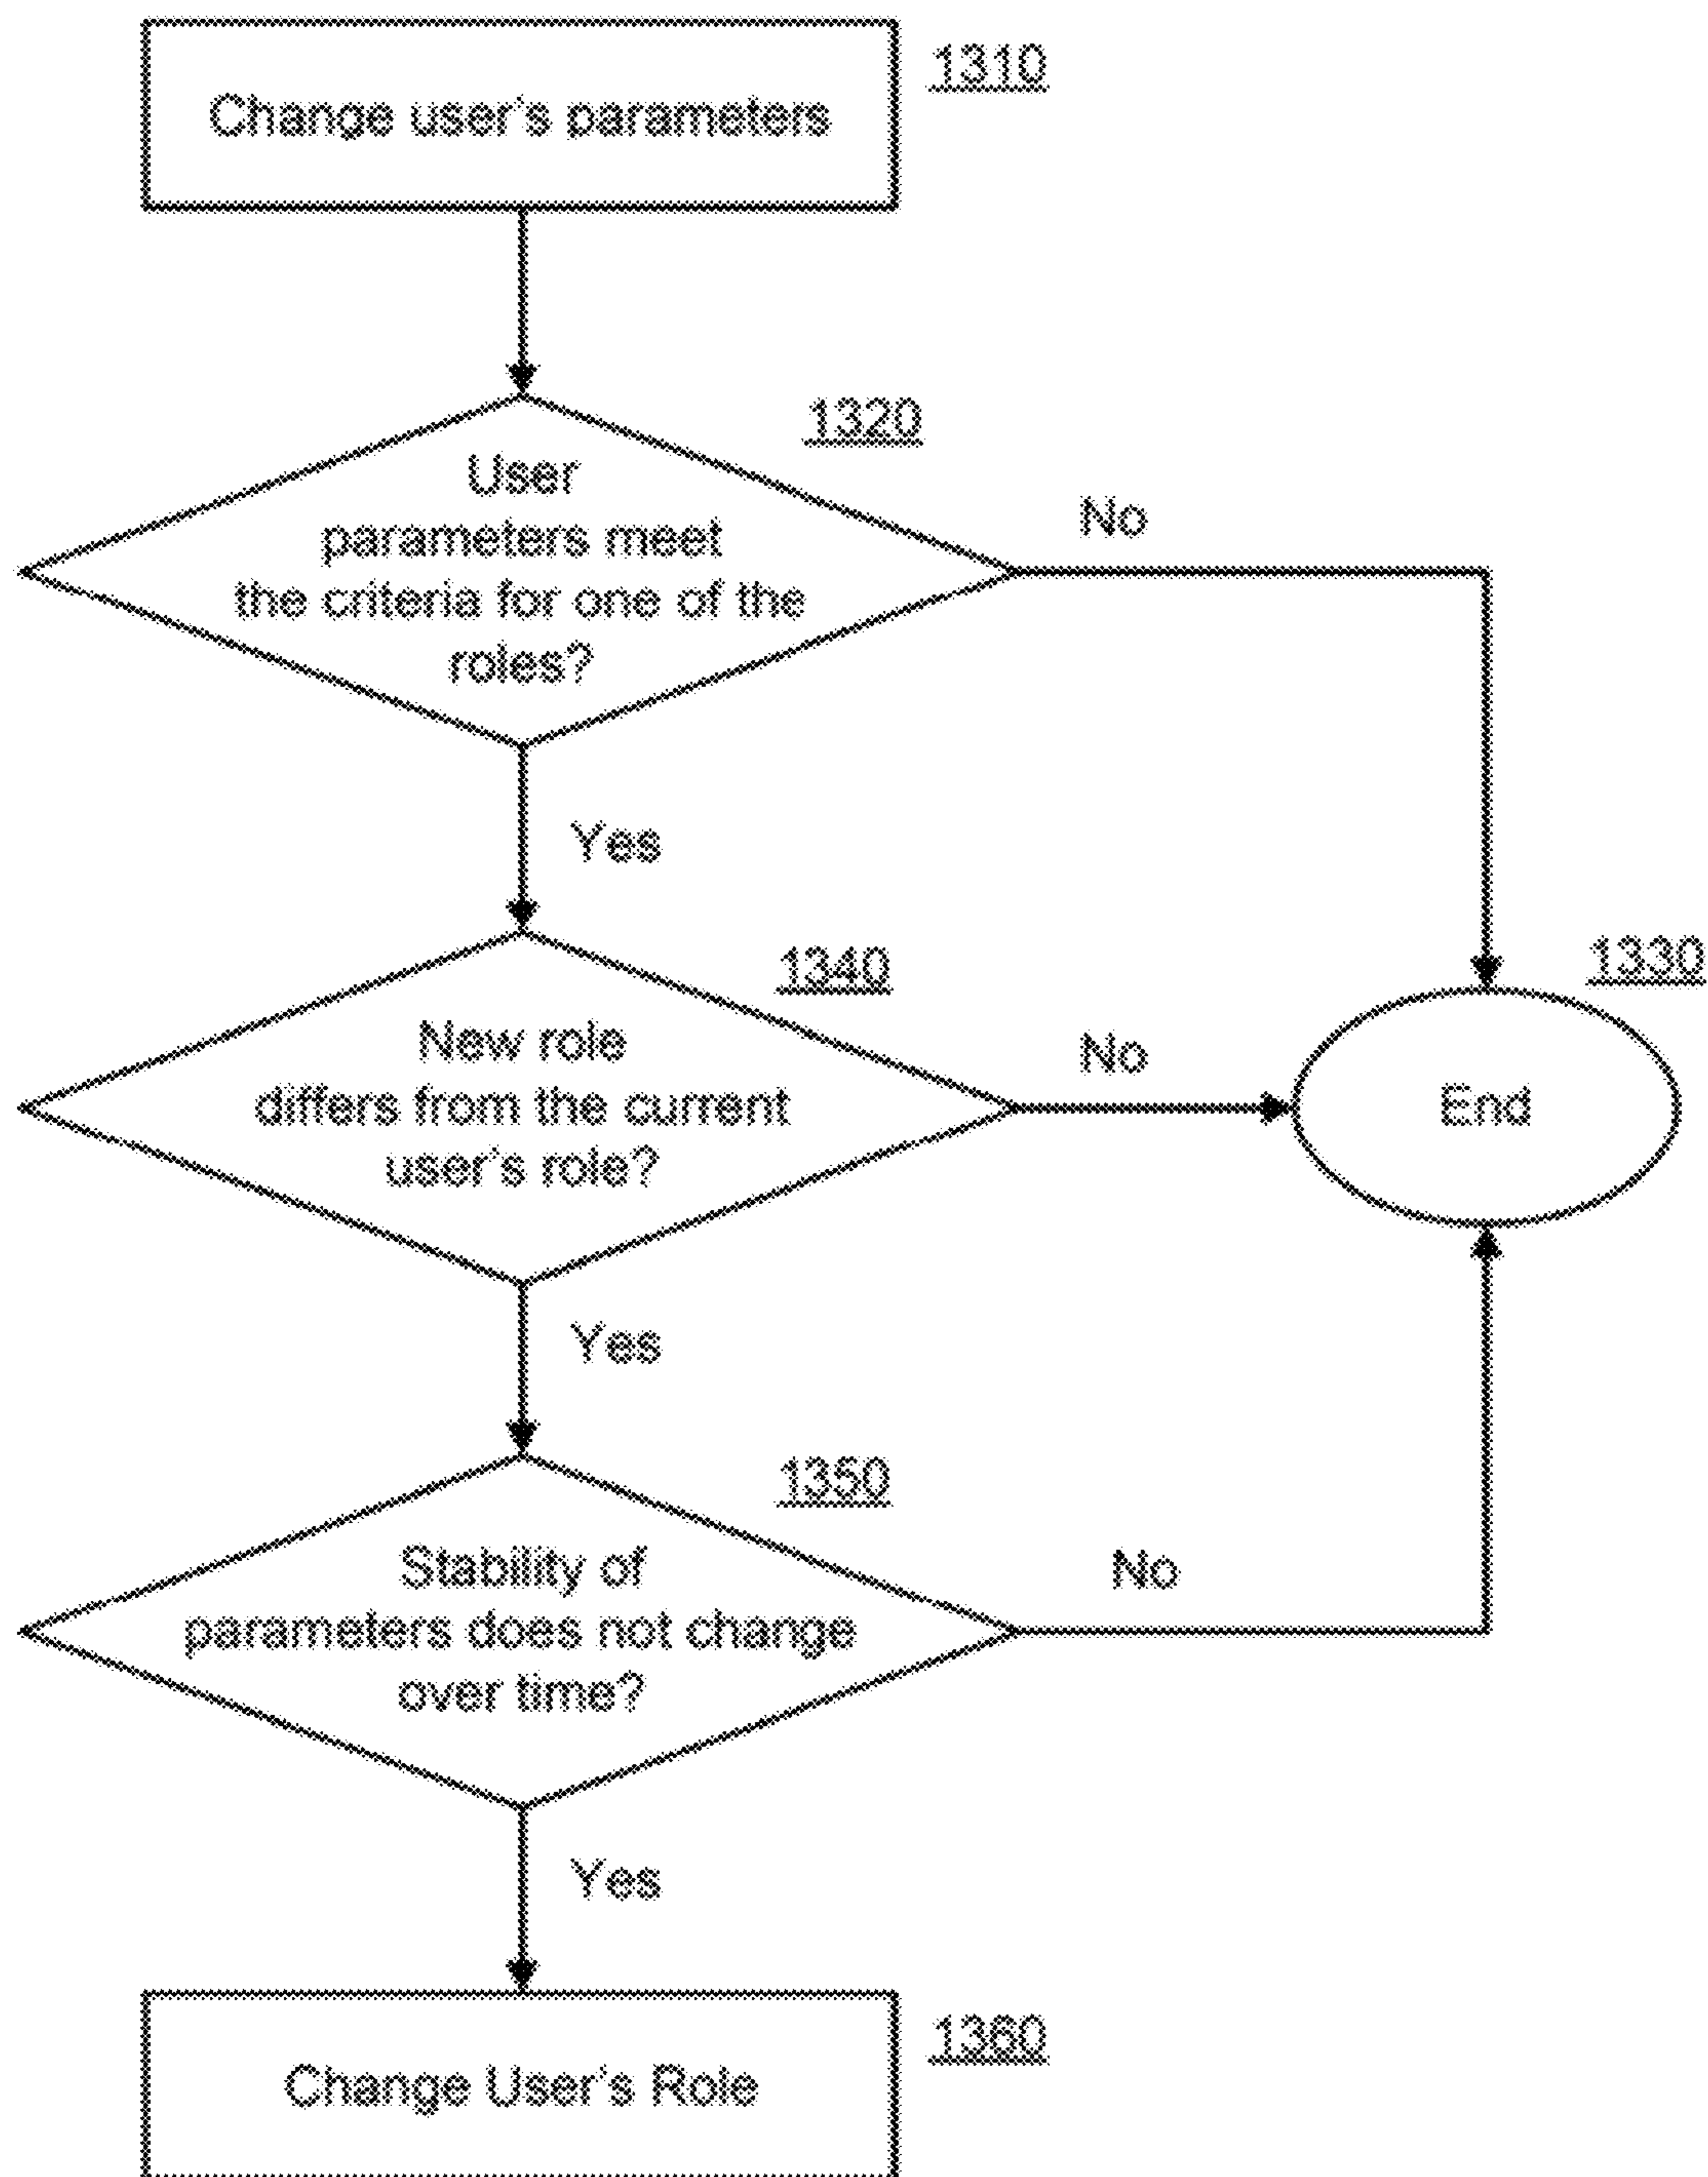 Change user's parameters
1310
1320
User
parameters meet
the criteria for one of the
roles?
No
Yes
1340
1330
New role
differs from the current
user's role?
No
End
Yes
1350
Stability of
parameters does not change
over time?
No
Yes
1360
Change User's Role